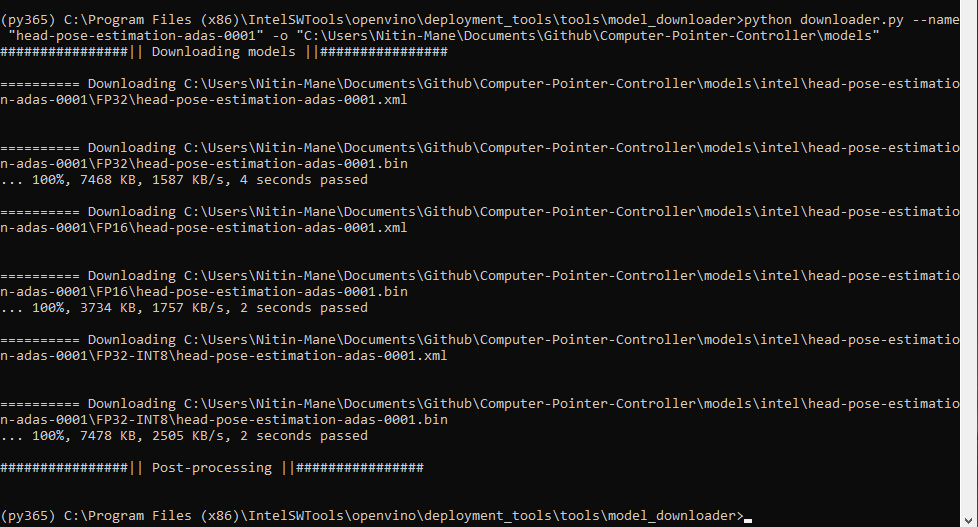 (py365) C:\Program Files (x86)\IntelSWTools\openvino\deployment_tools\tools\model_downloader>python downloader.py --name
 "head-pose-estimation-adas-0001" -o "C:\Users\Nitin-Mane\Documents\Github\Computer-Pointer-Controller\models"
################|| Downloading models ||################
========== Downloading C:\Users\Nitin-Mane\Documents\Github\Computer-Pointer-Controller\models\intel\head-pose-estimatio
n-adas-0001\FP32\head-pose-estimation-adas-0001.xml
========== Downloading C:\Users\Nitin-Mane\Documents\Github\Computer-Pointer-Controller\models\intel\head-pose-estimatio
n-adas-0001\FP32\head-pose-estimation-adas-0001.bin
... 100%, 7468 KB, 1587 KB/s, 4 seconds passed
========== Downloading C:\Users\Nitin-Mane\Documents\Github\Computer-Pointer-Controller\models\intel\head-pose-estimatio
n-adas-0001\FP16\head-pose-estimation-adas-0001.xml
========== Downloading C:\Users\Nitin-Mane\Documents\Github\Computer-Pointer-Controller\models\intel\head-pose-estimatio
n-adas-0001\FP16\head-pose-estimation-adas-0001.bin
... 100%, 3734 KB, 1757 KB/s, 2 seconds passed
========== Downloading C:\Users\Nitin-Mane\Documents\Github\Computer-Pointer-Controller\models\intel\head-pose-estimatio
n-adas-0001\FP32-INT8\head-pose-estimation-adas-0001.xml
========== Downloading C:\Users\Nitin-Mane\Documents\Github\Computer-Pointer-Controller\models\intel\head-pose-estimatio
n-adas-0001\FP32-INT8\head-pose-estimation-adas-0001.bin
... 100%, 7478 KB, 2505 KB/s, 2 seconds passed
################|| Post-processing ||################
(py365) C:\Program Files (x86)\IntelSWTools\openvino\deployment_tools\tools\model_downloader>